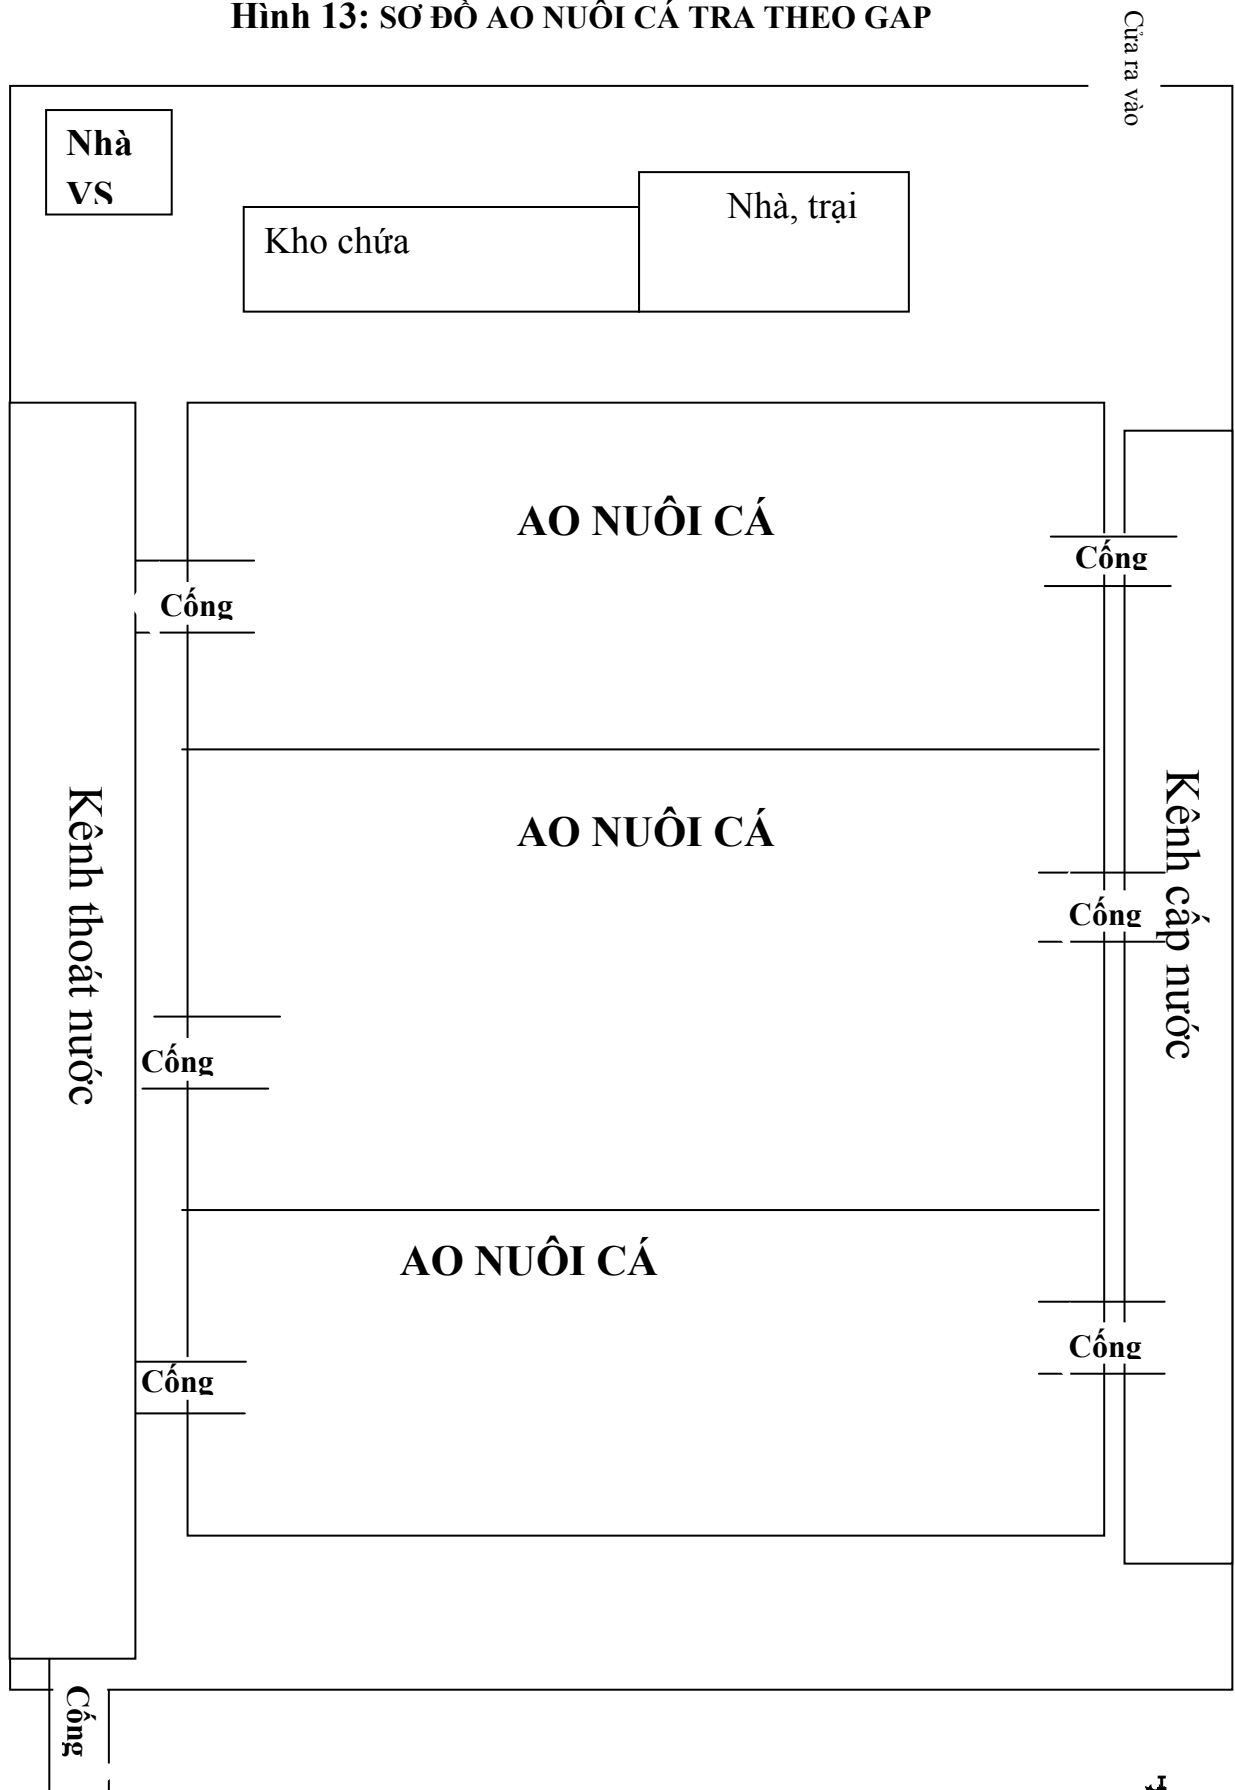 Hình 13: SƠ ĐỒ AO NUÔI CÁ TRA THEO GAP
Cửa ra vào
Nhà
VS
Nhà, trại
Kho chứa
AO NUÔI CÁ
Cống
Cống
AO NUÔI CÁ
Kênh thoát nước
Kênh cấp nước
Cống
Cống
AO NUÔI CÁ
Cống
Cống
Cống